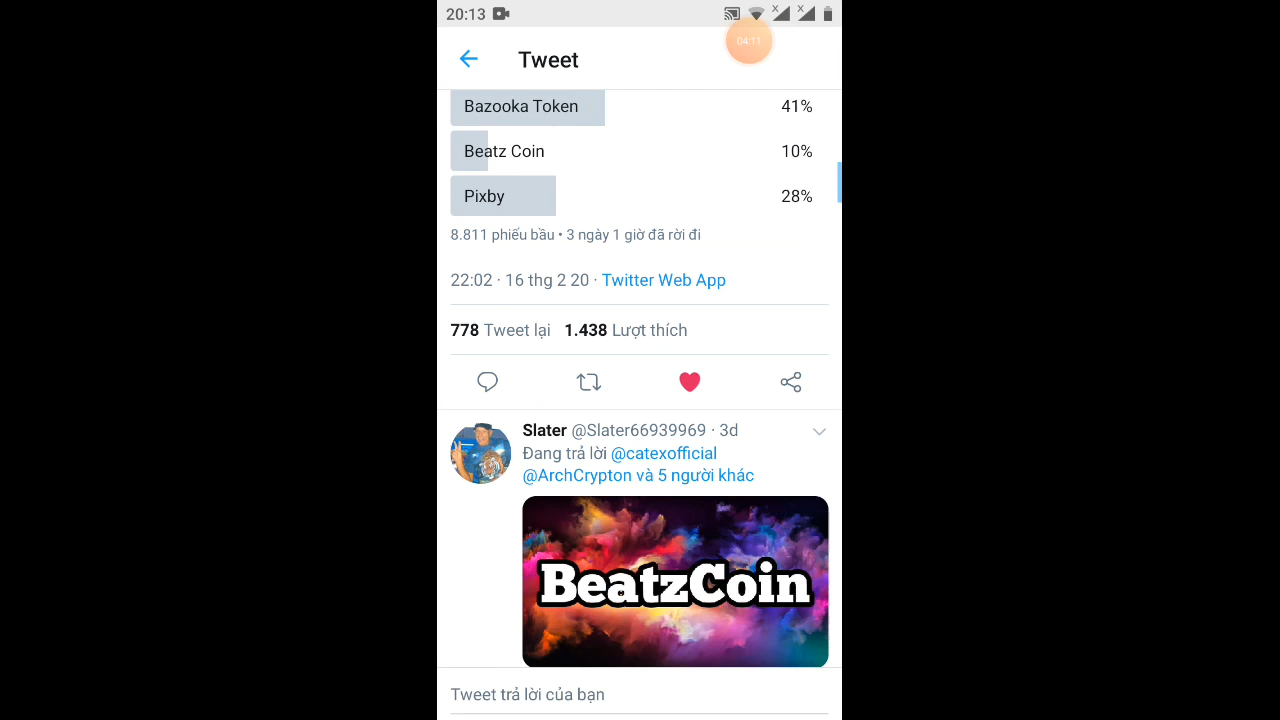 20:13
04:11
Tweet
Bazooka Token 41%
Beatz Coin 10%
Pixby 28%
8.811 phiếu bầu • 3 ngày 1 giờ đã rời đi
22:02 · 16 thg 2 20 · Twitter Web App
778 Tweet lại 1.438 Lượt thích
Slater @Slater66939969 · 3d
Đang trả lời @catexofficial
@ArchCrypton và 5 người khác
BeatzCoin
Tweet trả lời của bạn